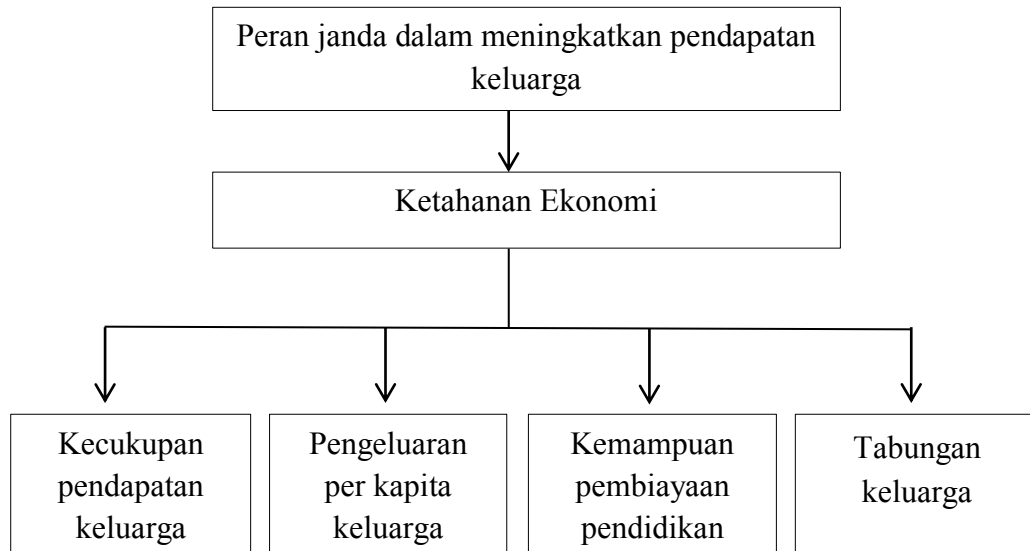 Peran janda dalam meningkatkan pendapatan
keluarga
Ketahanan Ekonomi
Kecukupan
pendapatan
keluarga
Pengeluaran
per kapita
keluarga
Kemampuan
pembiayaan
pendidikan
Tabungan
keluarga